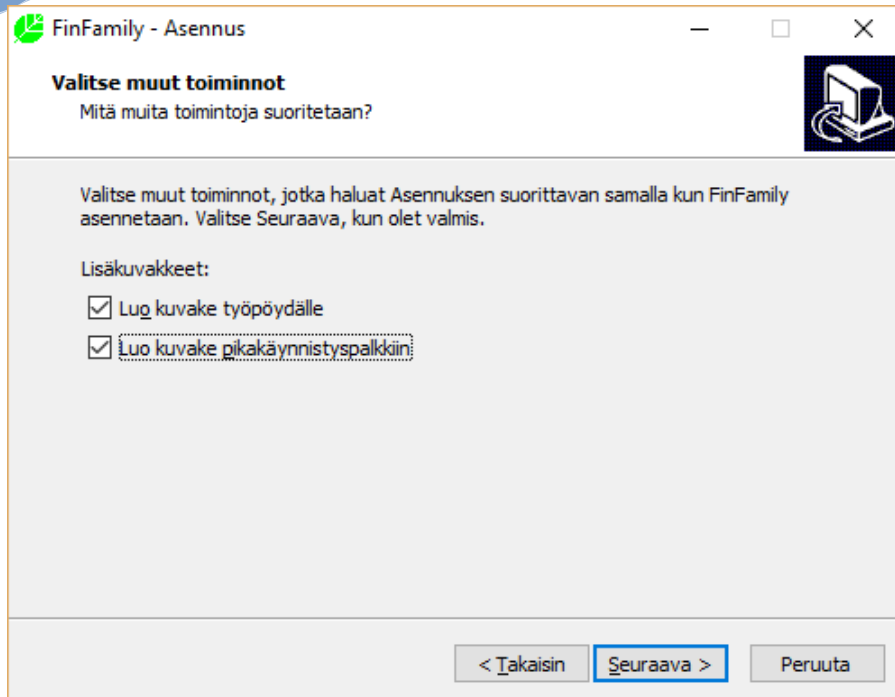 FinFamily - Asennus
Valitse muut toiminnot
Mitä muita toimintoja suoritetaan?
Valitse muut toiminnot, jotka haluat Asennuksen suorittavan samalla kun FinFamily
asennetaan. Valitse Seuraava, kun olet valmis.
Lisäkuvakkeet:
Luo kuvake työpöydälle
Luo kuvake pikakäynnistyspalkkiin
< Takaisin Seuraava > Peruuta